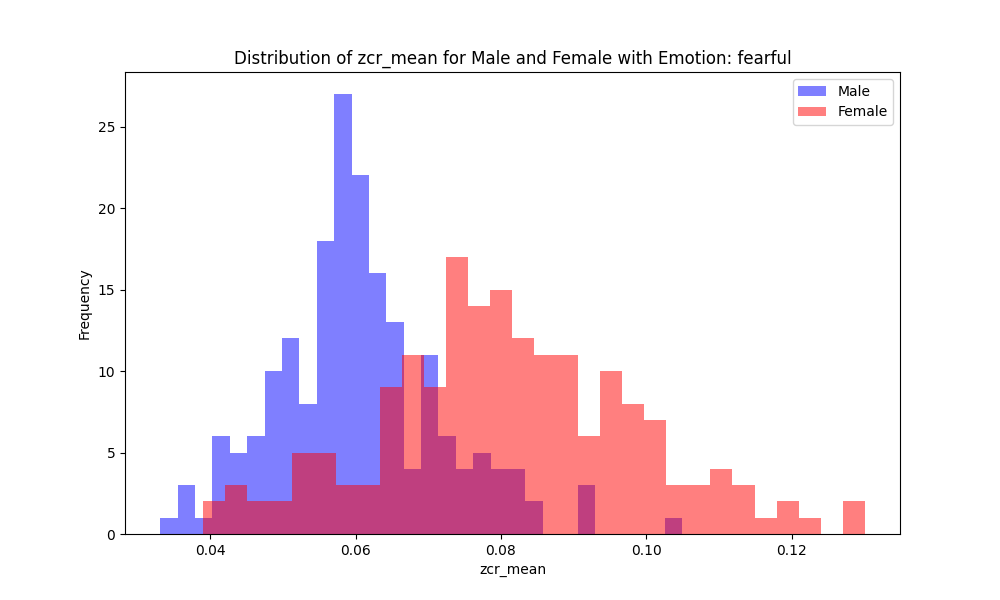 Distribution of zcr_mean for Male and Female with Emotion: fearful
Male
Female
25
20
15
10
5
0
Frequency
0.04 0.06 0.08 0.10 0.12
zcr_mean